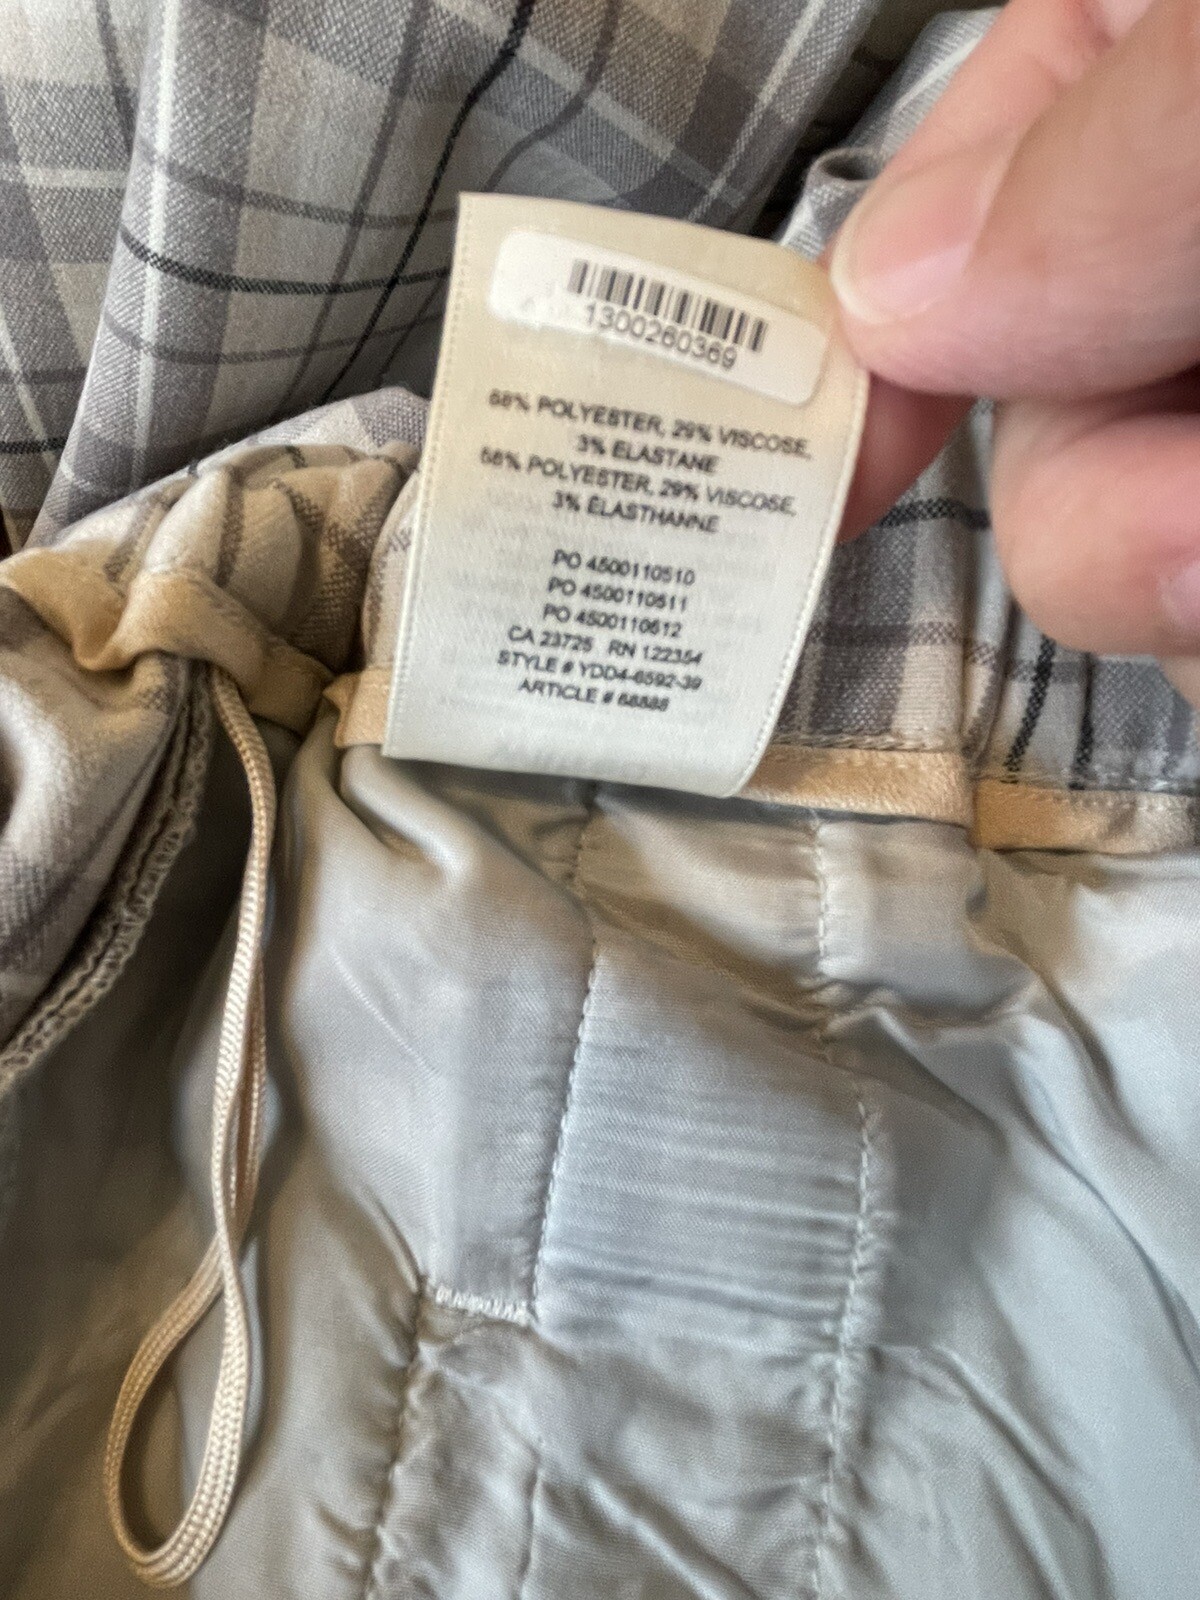 1300260369
68% POLYESTER, 29% VISCOSE,
3% ELASTANE
68% POLYESTER, 29% VISCOSE,
3% ÉLASTHANNE
PO 4500110510
PO 4500110511
PO 4500110512
CA 23725 RN 122354
STYLE # YDD4-6592-39
ARTICLE # 68888